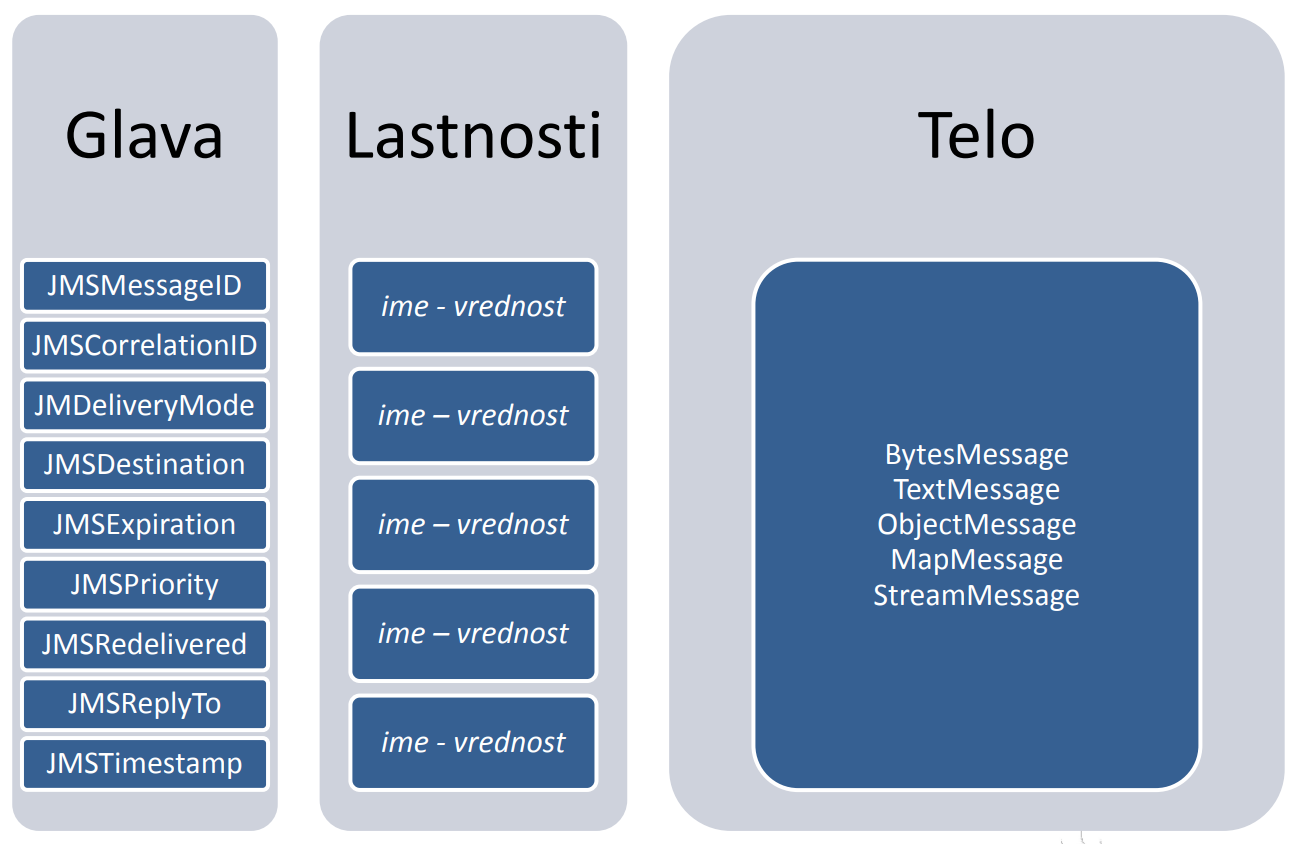 Glava
JMSMessageID
JMSCorrelationID
JMDeliveryMode
JMSDestination
JMSExpiration
JMSPriority
JMSRedelivered
JMSReplyTo
JMSTimestamp
Lastnosti
ime - vrednost
ime – vrednost
ime – vrednost
ime – vrednost
ime - vrednost
Telo
BytesMessage
TextMessage
ObjectMessage
MapMessage
StreamMessage